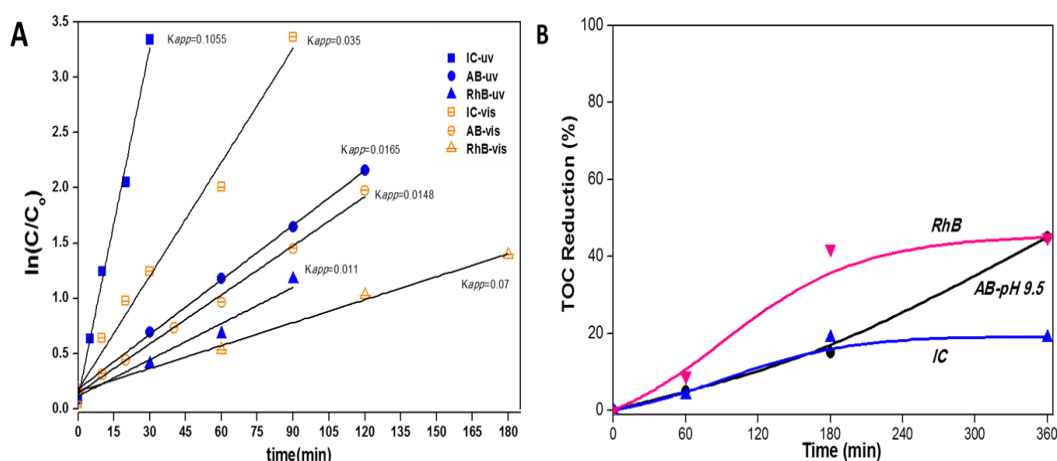 A
ln(C/Co)
3.5
3.0
2.5
2.0
1.5
1.0
0.5
0.0
0 15 30 45 60 75 90 105 120 135 150 165 180
time(min)
Kapp=0.1055
Kapp=0.035
IC-uv
AB-uv
RhB-uv
IC-vis
AB-vis
RhB-vis
Kapp=0.0165
Kapp=0.0148
Kapp=0.011
Kapp=0.07
B
TOC Reduction (%)
100
80
60
40
20
0
0 60 120 180 240 300 360
Time (min)
RhB
AB-pH 9.5
IC